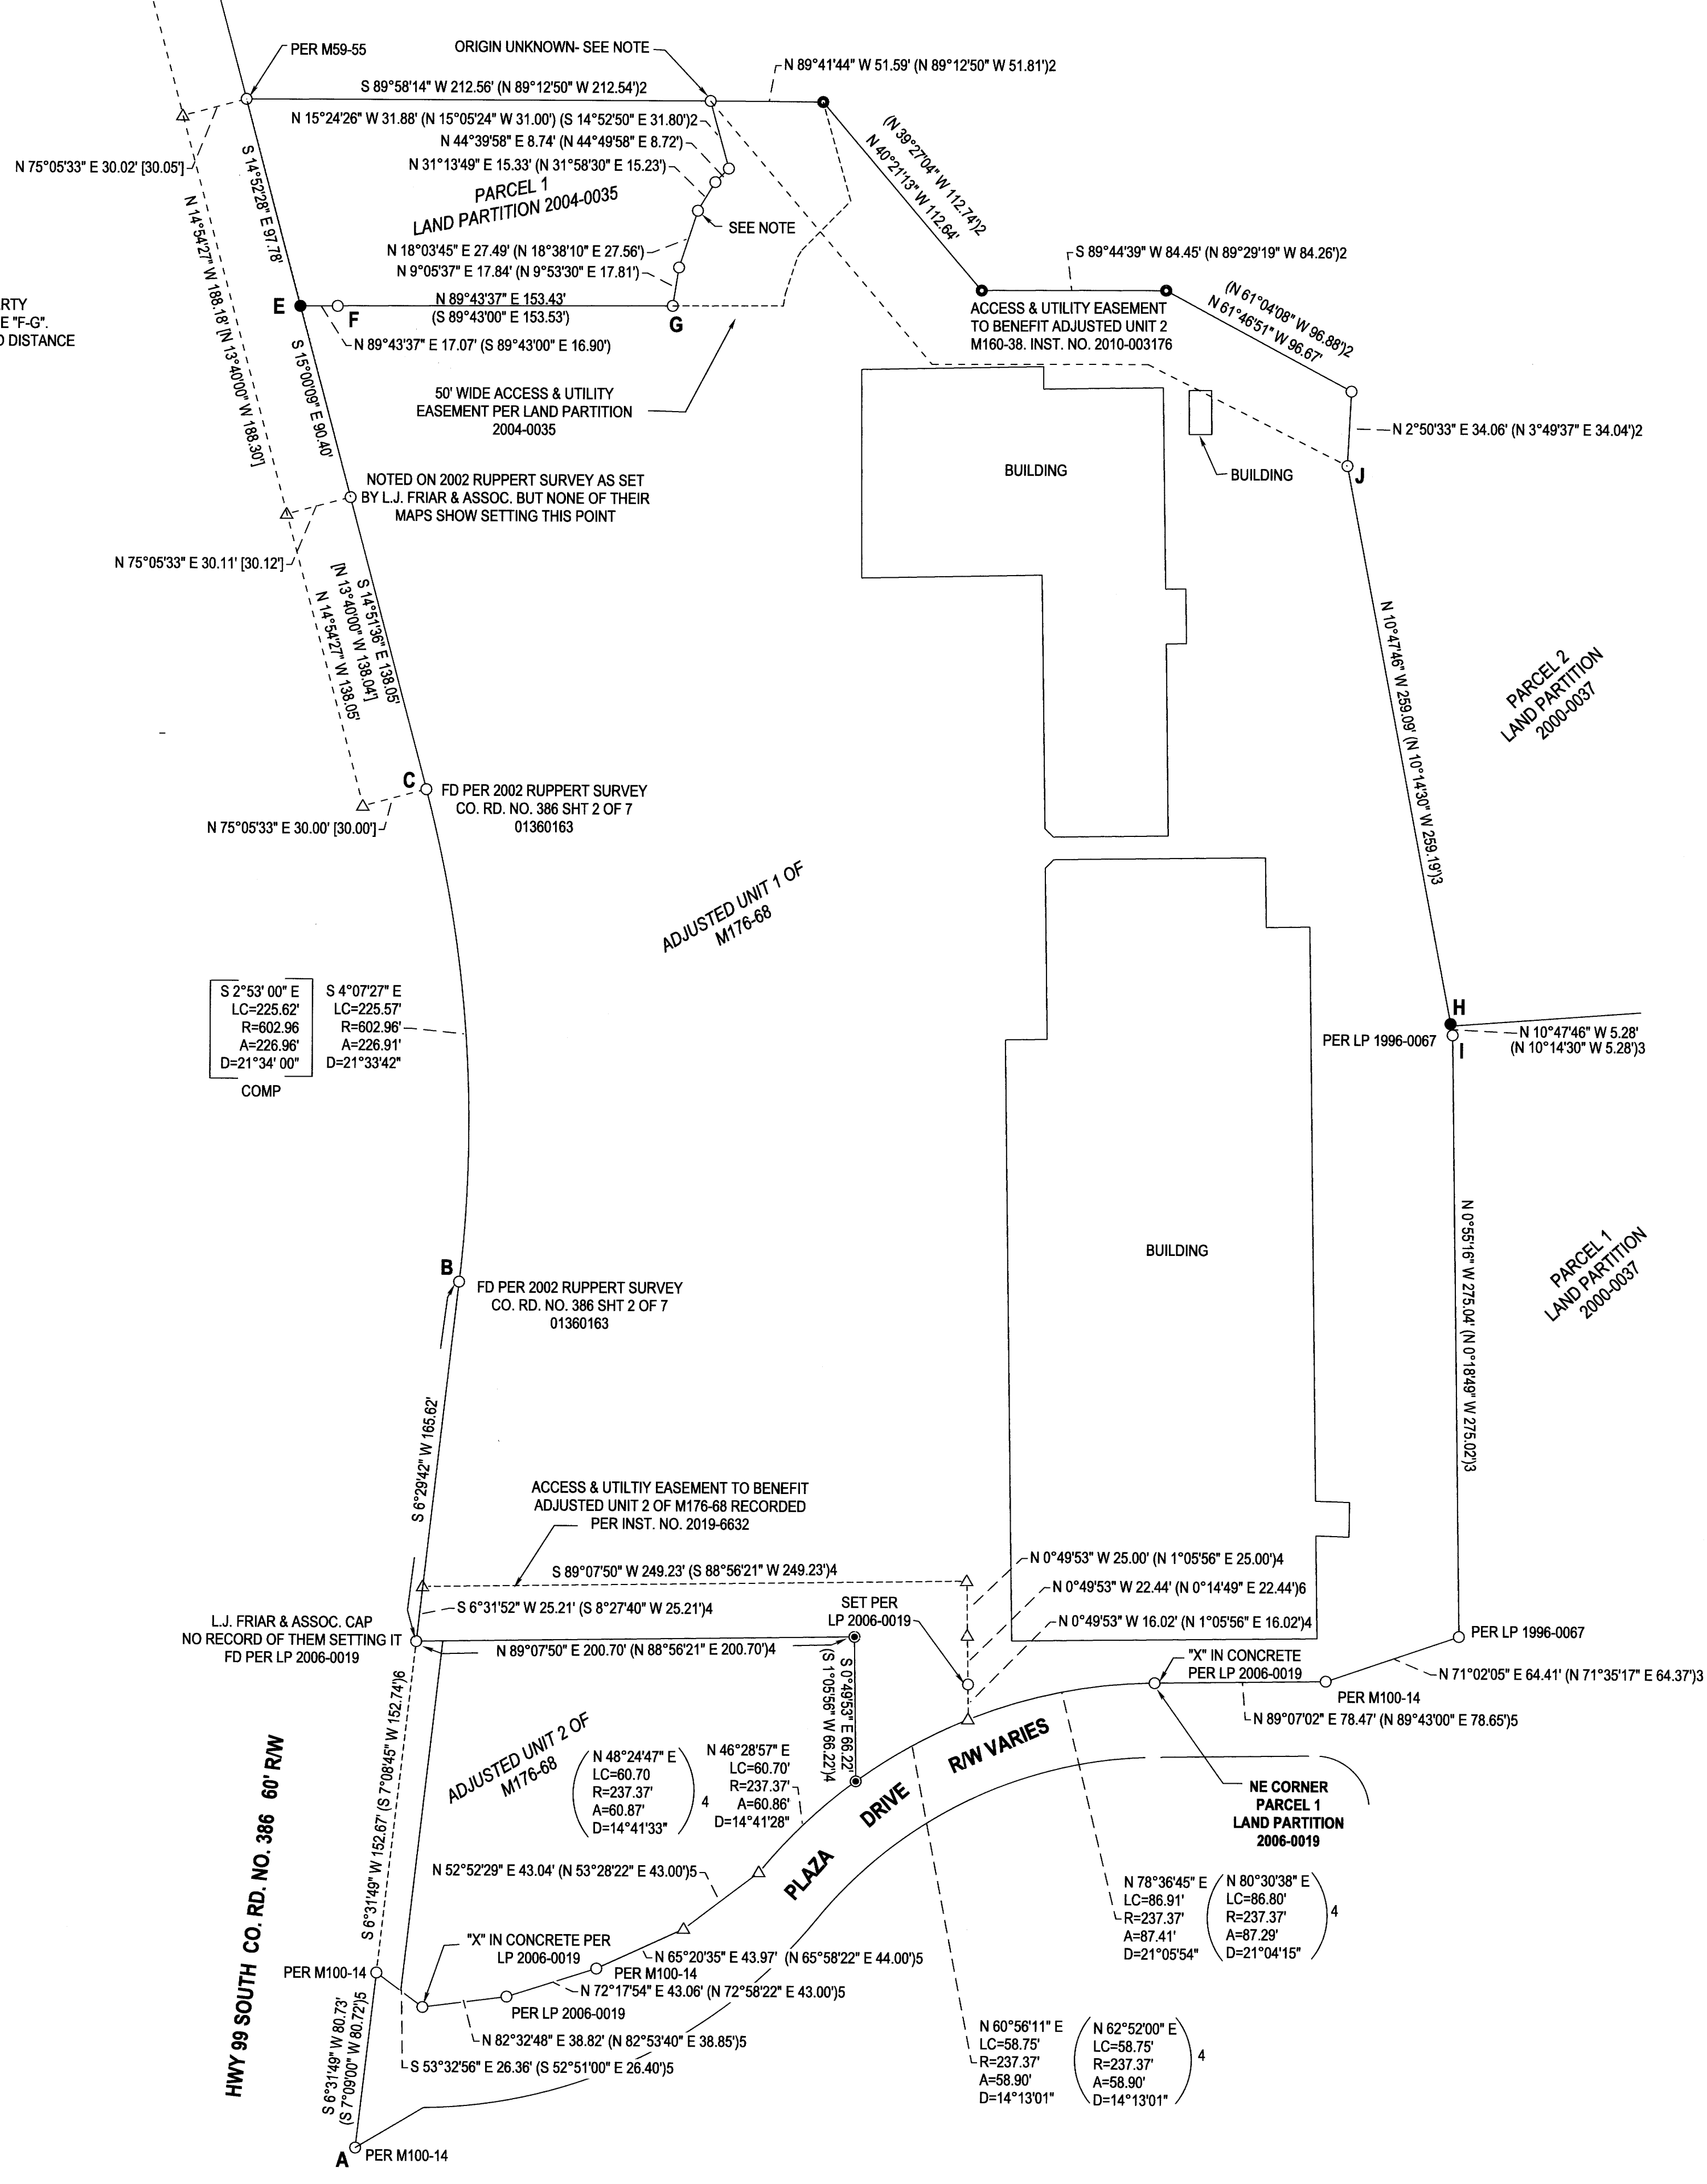 PER M59-55
ORIGIN UNKNOWN- SEE NOTE
N 89°41'44" W 51.59' (N 89°12'50" W 51.81')2
S 89°58'14" W 212.56' (N 89°12'50" W 212.54')2
N 15°24'26" W 31.88' (N 15°05'24" W 31.00') (S 14°52'50" E 31.80')2
N 44°39'58" E 8.74' (N 44°49'58" E 8.72')
N 31°13'49" E 15.33' (N 31°58'30" E 15.23')
PARCEL 1
LAND PARTITION 2004-0035
SEE NOTE
N 18°03'45" E 27.49' (N 18°38'10" E 27.56')
N 9°05'37" E 17.84' (N 9°53'30" E 17.81')
N 75°05'33" E 30.02' [30.05']
S 14°52'28" E 97.78'
N 14°54'27" W 188.18' [N 13°40'00" W 188.30']
(N 39°27'04" W 112.74')2
N 40°21'13" W 112.64'
S 89°44'39" W 84.45' (N 89°29'19" W 84.26')2
RTY
E "F-G".
D DISTANCE
E
F
G
N 89°43'37" E 153.43'
(S 89°43'00" E 153.53')
N 89°43'37" E 17.07' (S 89°43'00" E 16.90')
ACCESS & UTILITY EASEMENT
TO BENEFIT ADJUSTED UNIT 2
M160-38. INST. NO. 2010-003176
(N 61°04'08" W 96.88')2
N 61°46'51" W 96.67'
S 15°00'09" E 90.40'
50' WIDE ACCESS & UTILITY
EASEMENT PER LAND PARTITION
2004-0035
N 2°50'33" E 34.06' (N 3°49'37" E 34.04')2
BUILDING
BUILDING
J
NOTED ON 2002 RUPPERT SURVEY AS SET
BY L.J. FRIAR & ASSOC. BUT NONE OF THEIR
MAPS SHOW SETTING THIS POINT
N 75°05'33" E 30.11' [30.12']
S 14°51'36" E 138.05'
[N 13°40'00" W 138.04']
N 14°54'27" W 138.05'
N 10°47'46" W 259.09' (N 10°14'30" W 259.19')3
PARCEL 2
LAND PARTITION
2000-0037
C
FD PER 2002 RUPPERT SURVEY
CO. RD. NO. 386 SHT 2 OF 7
01360163
N 75°05'33" E 30.00' [30.00']
ADJUSTED UNIT 1 OF
M176-68
S 2°53' 00" E
LC=225.62'
R=602.96
A=226.96'
D=21°34' 00"
COMP
S 4°07'27" E
LC=225.57'
R=602.96'
A=226.91'
D=21°33'42"
H
PER LP 1996-0067
I
N 10°47'46" W 5.28'
(N 10°14'30" W 5.28')3
B
FD PER 2002 RUPPERT SURVEY
CO. RD. NO. 386 SHT 2 OF 7
01360163
BUILDING
N 0°55'16" W 275.04' (N 0°18'49" W 275.02')3
PARCEL 1
LAND PARTITION
2000-0037
S 6°29'42" W 165.62'
ACCESS & UTILTIY EASEMENT TO BENEFIT
ADJUSTED UNIT 2 OF M176-68 RECORDED
PER INST. NO. 2019-6632
S 89°07'50" W 249.23' (S 88°56'21" W 249.23')4
N 0°49'53" W 25.00' (N 1°05'56" E 25.00')4
N 0°49'53" W 22.44' (N 0°14'49" E 22.44')6
N 0°49'53" W 16.02' (N 1°05'56" E 16.02')4
S 6°31'52" W 25.21' (S 8°27'40" W 25.21')4
SET PER
LP 2006-0019
L.J. FRIAR & ASSOC. CAP
NO RECORD OF THEM SETTING IT
FD PER LP 2006-0019
N 89°07'50" E 200.70' (N 88°56'21" E 200.70')4
S 0°49'53" E 66.22'
(S 1°05'56" W 66.22')4
"X" IN CONCRETE
PER LP 2006-0019
PER LP 1996-0067
N 71°02'05" E 64.41' (N 71°35'17" E 64.37')3
PER M100-14
N 89°07'02" E 78.47' (N 89°43'00" E 78.65')5
S 6°31'49" W 152.67' (S 7°08'45" W 152.74')6
ADJUSTED UNIT 2 OF
M176-68
N 48°24'47" E
LC=60.70
R=237.37'
A=60.87'
D=14°41'33"
4
N 46°28'57" E
LC=60.70'
R=237.37'
A=60.86'
D=14°41'28"
PLAZA DRIVE R/W VARIES
NE CORNER
PARCEL 1
LAND PARTITION
2006-0019
N 52°52'29" E 43.04' (N 53°28'22" E 43.00')5
N 78°36'45" E
LC=86.91'
R=237.37'
A=87.41'
D=21°05'54"
N 80°30'38" E
LC=86.80'
R=237.37'
A=87.29'
D=21°04'15"
4
HWY 99 SOUTH CO. RD. NO. 386 60' R/W
"X" IN CONCRETE PER
LP 2006-0019
N 65°20'35" E 43.97' (N 65°58'22" E 44.00')5
PER M100-14
PER M100-14
N 72°17'54" E 43.06' (N 72°58'22" E 43.00')5
PER LP 2006-0019
N 82°32'48" E 38.82' (N 82°53'40" E 38.85')5
S 53°32'56" E 26.36' (S 52°51'00" E 26.40')5
N 60°56'11" E
LC=58.75'
R=237.37'
A=58.90'
D=14°13'01"
N 62°52'00" E
LC=58.75'
R=237.37'
A=58.90'
D=14°13'01"
4
S 6°31'49" W 80.73'
(S 7°09'00" W 80.72')5
A
PER M100-14